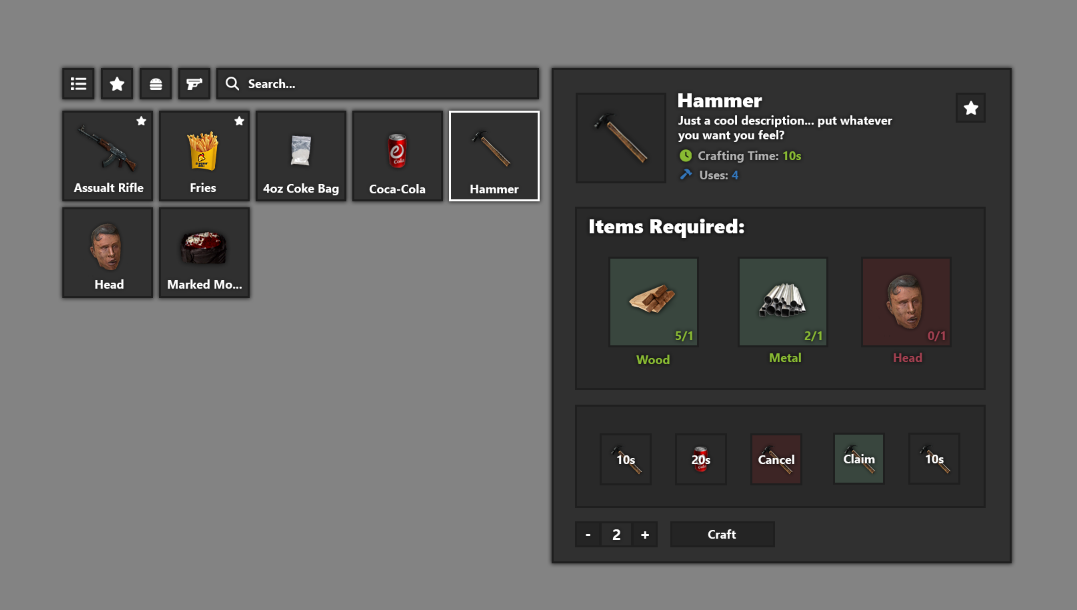 Search...
Assualt Rifle
Fries
4oz Coke Bag
Coca-Cola
Hammer
Head
Marked Mo...
Hammer
Just a cool description... put whatever
you want you feel?
Crafting Time: 10s
Uses: 4
Items Required:
5/1
2/1
0/1
Wood
Metal
Head
10s
20s
Cancel
Claim
10s
-
2
+
Craft